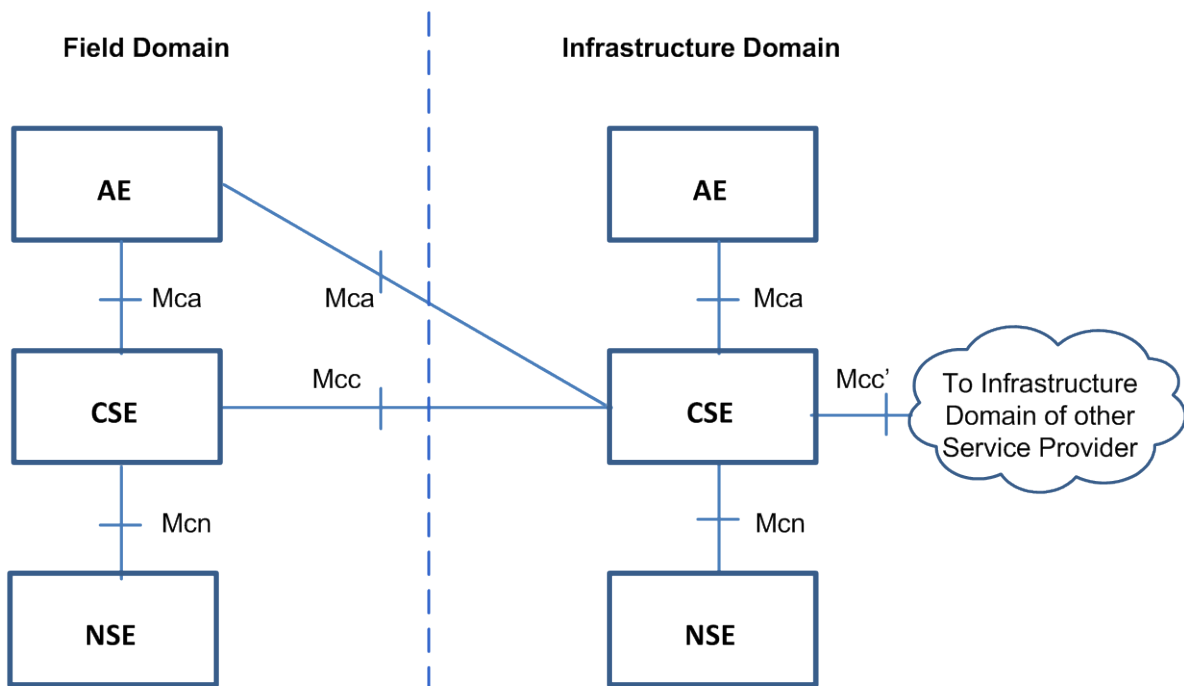 Field Domain
Infrastructure Domain
AE
AE
Mca
Mca
Mca
CSE
Mcc
CSE
Mcc’
To Infrastructure
Domain of other
Service Provider
Mcn
Mcn
NSE
NSE